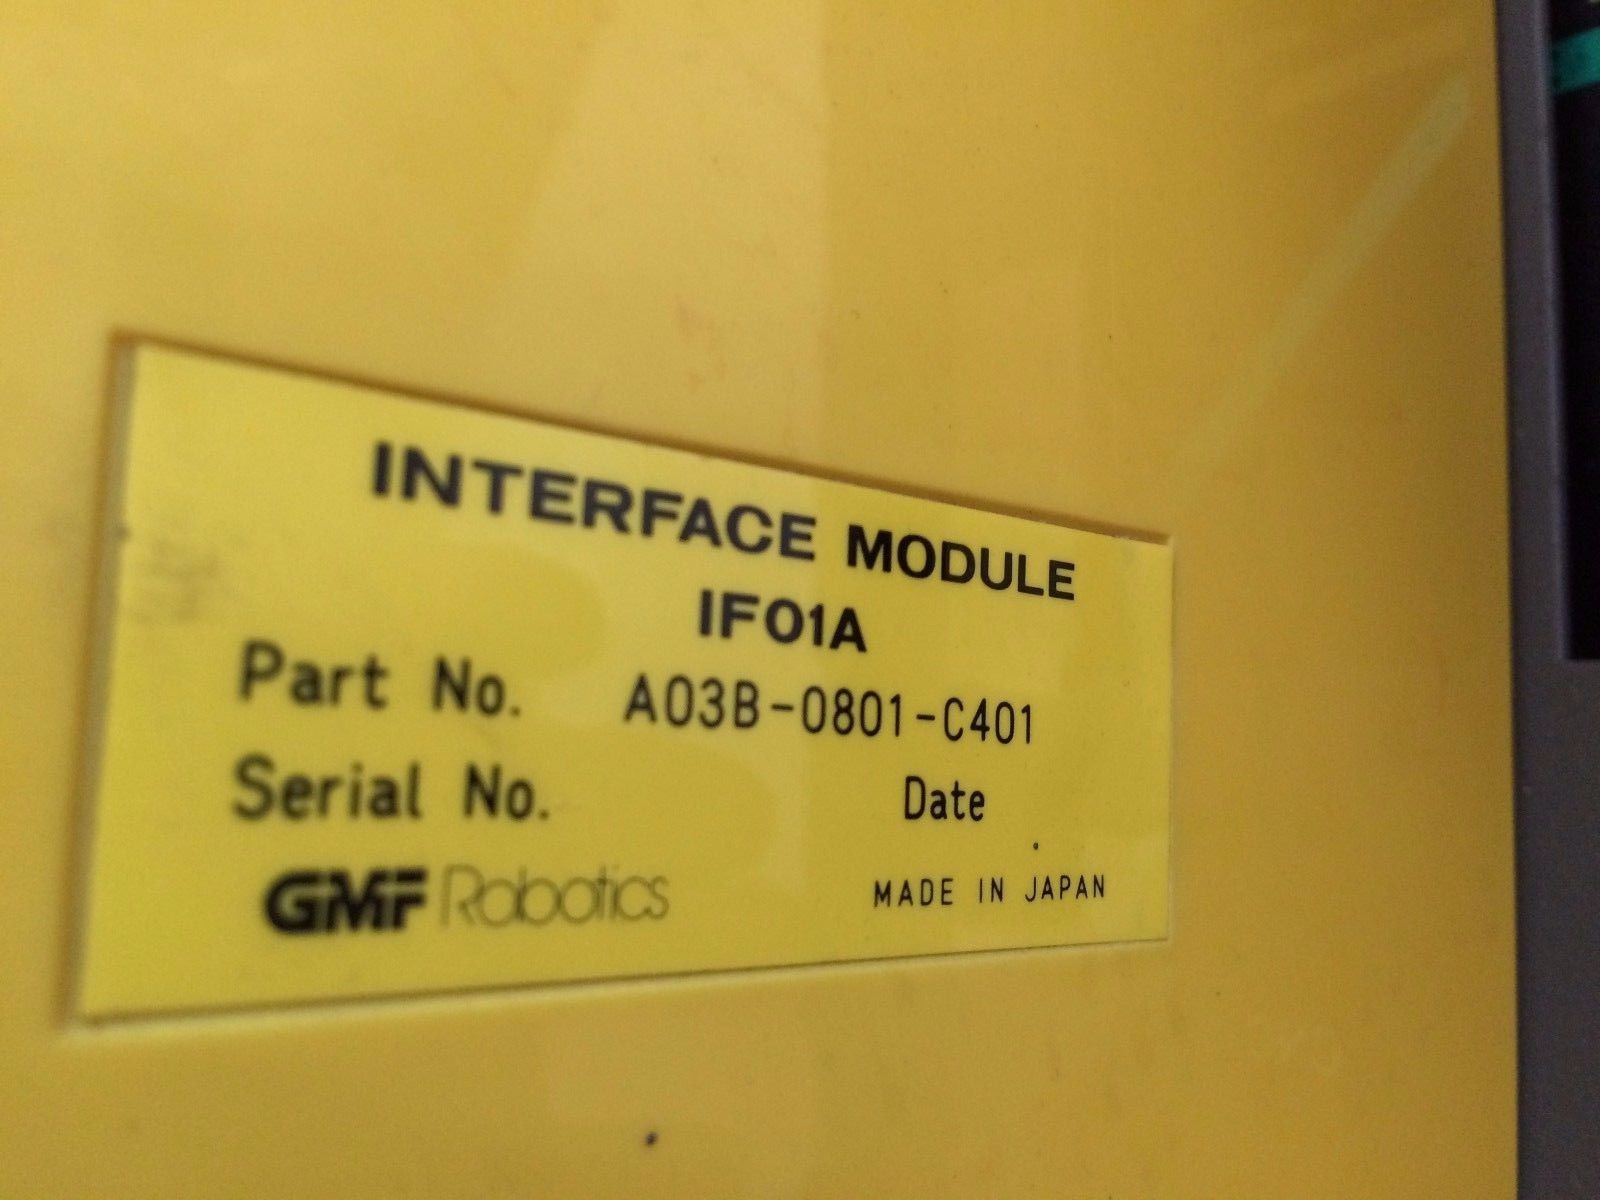 INTERFACE MODULE
IF01A
Part No. A03B-0801-C401
Serial No. Date
GMF Robotics MADE IN JAPAN